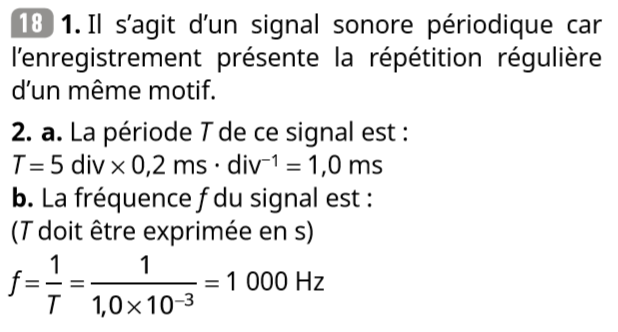 18 1. Il s’agit d’un signal sonore périodique car
l’enregistrement présente la répétition régulière
d’un même motif.
2. a. La période T de ce signal est :
T = 5 div × 0,2 ms · div⁻¹ = 1,0 ms
b. La fréquence f du signal est :
(T doit être exprimée en s)
f = 1/T = 1/(1,0 × 10⁻³) = 1 000 Hz